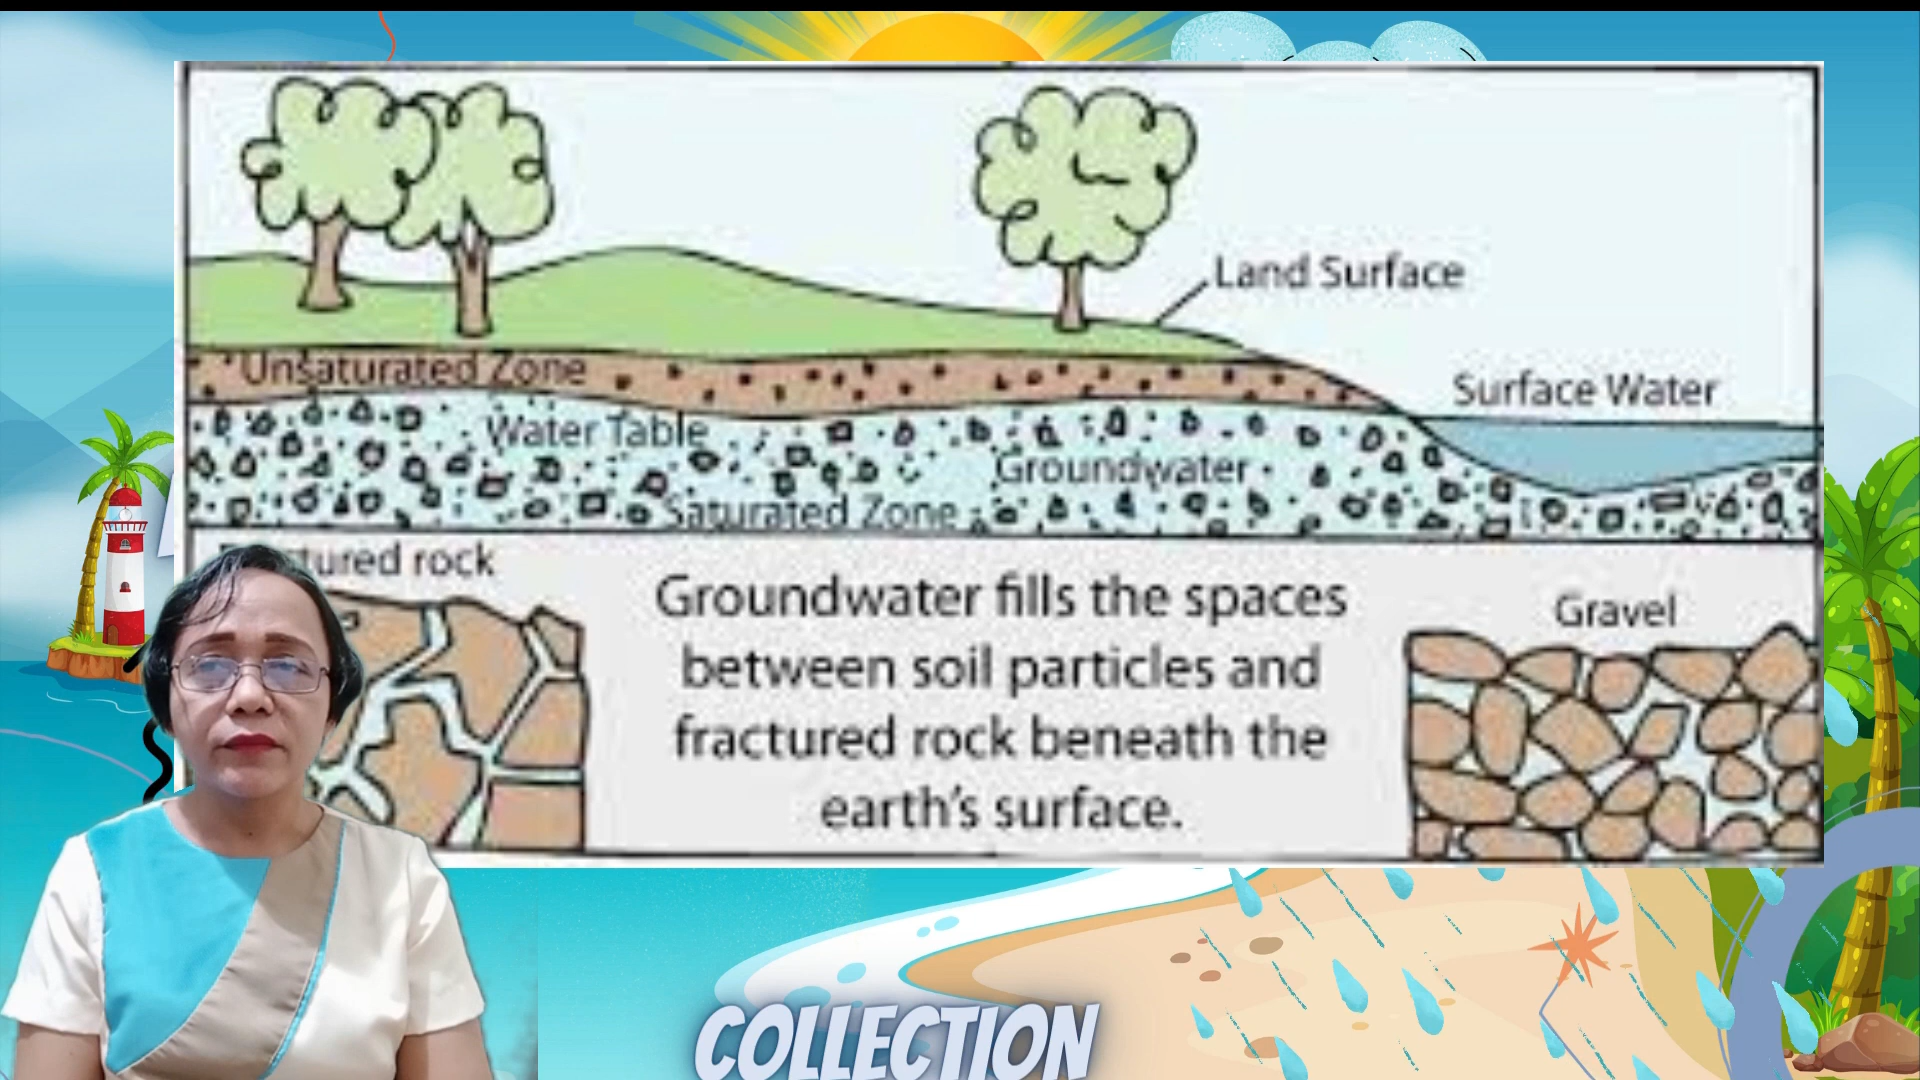 Land Surface
Unsaturated Zone
Surface Water
Water Table
Groundwater
Saturated Zone
tured rock
Groundwater fills the spaces
between soil particles and
fractured rock beneath the
earth's surface.
Gravel
COLLECTION